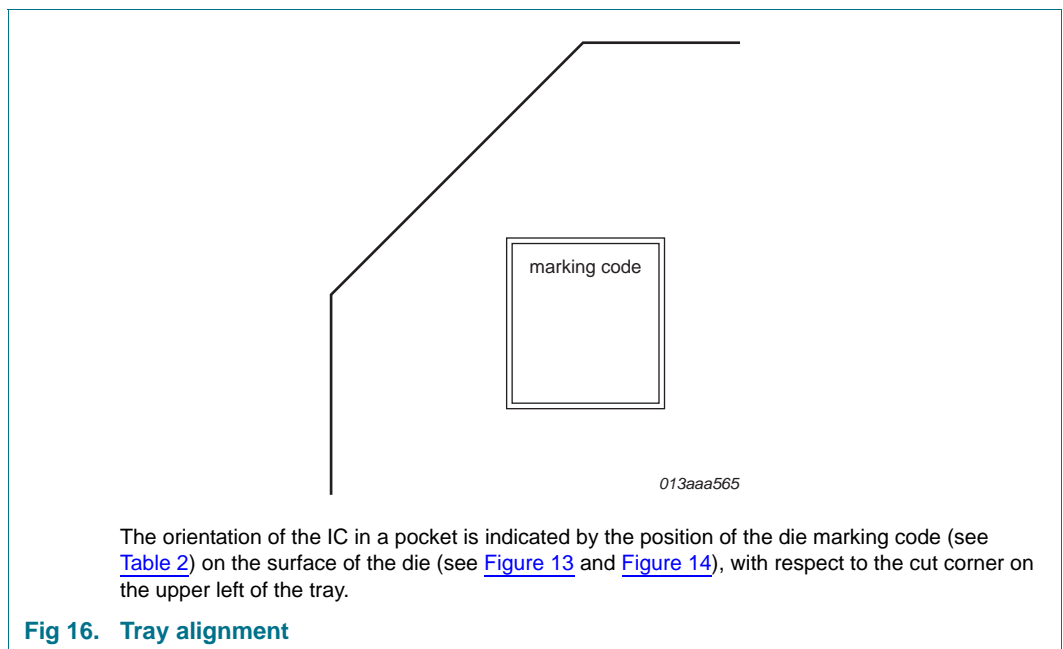 marking code
013aaa565
The orientation of the IC in a pocket is indicated by the position of the die marking code (see
Table 2) on the surface of the die (see Figure 13 and Figure 14), with respect to the cut corner on
the upper left of the tray.
Fig 16. Tray alignment